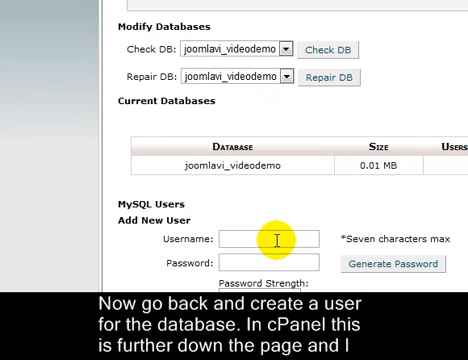 Modify Databases
Check DB: joomlavi_videodemo Check DB
Repair DB: joomlavi_videodemo Repair DB
Current Databases
DATABASE SIZE USERS
joomlavi_videodemo 0.01 MB
MySQL Users
Add New User
Username: *Seven characters max
Password: Generate Password
Password Strength:
Now go back and create a user
for the database. In cPanel this
is further down the page and I